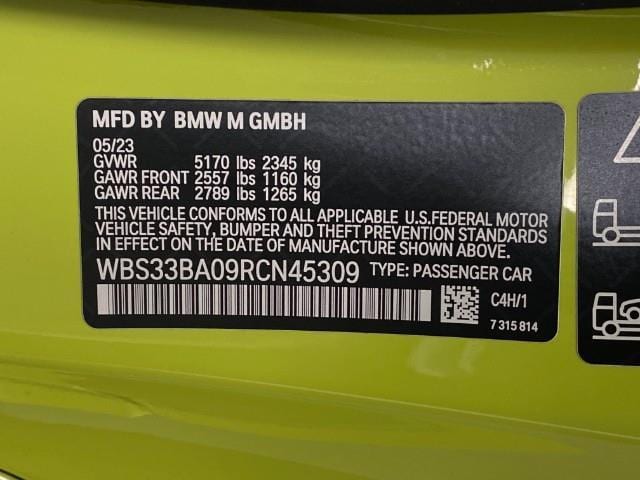 MFD BY BMW M GMBH
05/23
GVWR 5170 lbs 2345 kg
GAWR FRONT 2557 lbs 1160 kg
GAWR REAR 2789 lbs 1265 kg
THIS VEHICLE CONFORMS TO ALL APPLICABLE U.S.FEDERAL MOTOR
VEHICLE SAFETY, BUMPER AND THEFT PREVENTION STANDARDS
IN EFFECT ON THE DATE OF MANUFACTURE SHOWN ABOVE.
WBS33BA09RCN45309 TYPE: PASSENGER CAR
C4H/1
7 315 814